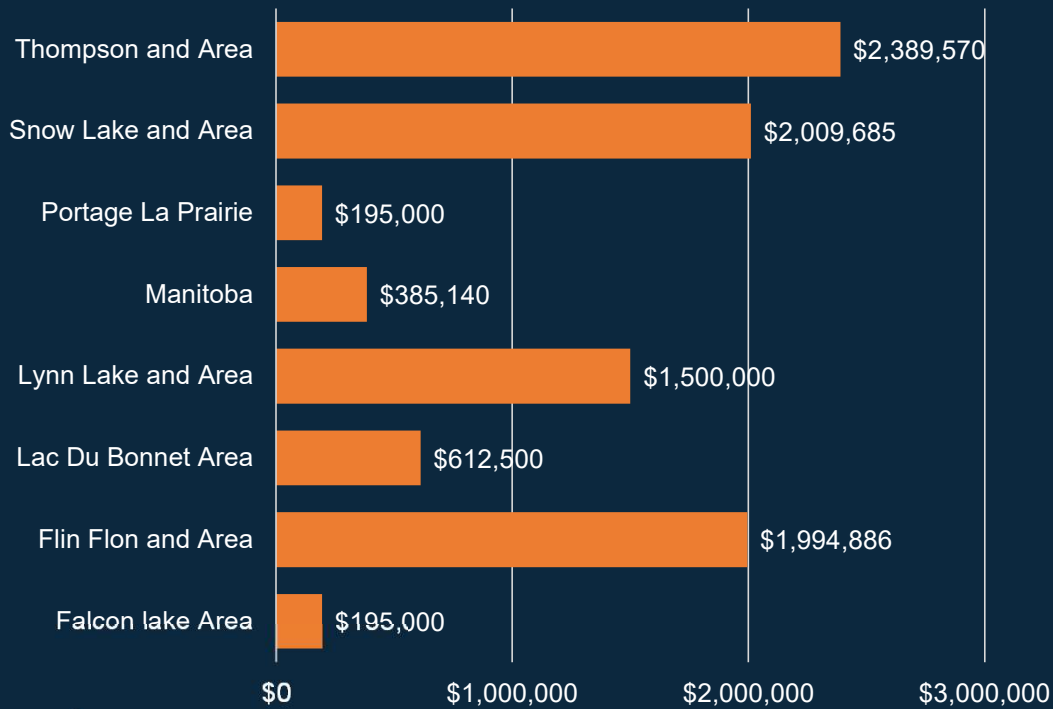 Thompson and Area $2,389,570
Snow Lake and Area $2,009,685
Portage La Prairie $195,000
Manitoba $385,140
Lynn Lake and Area $1,500,000
Lac Du Bonnet Area $612,500
Flin Flon and Area $1,994,886
Falcon lake Area $195,000
$0 $1,000,000 $2,000,000 $3,000,000